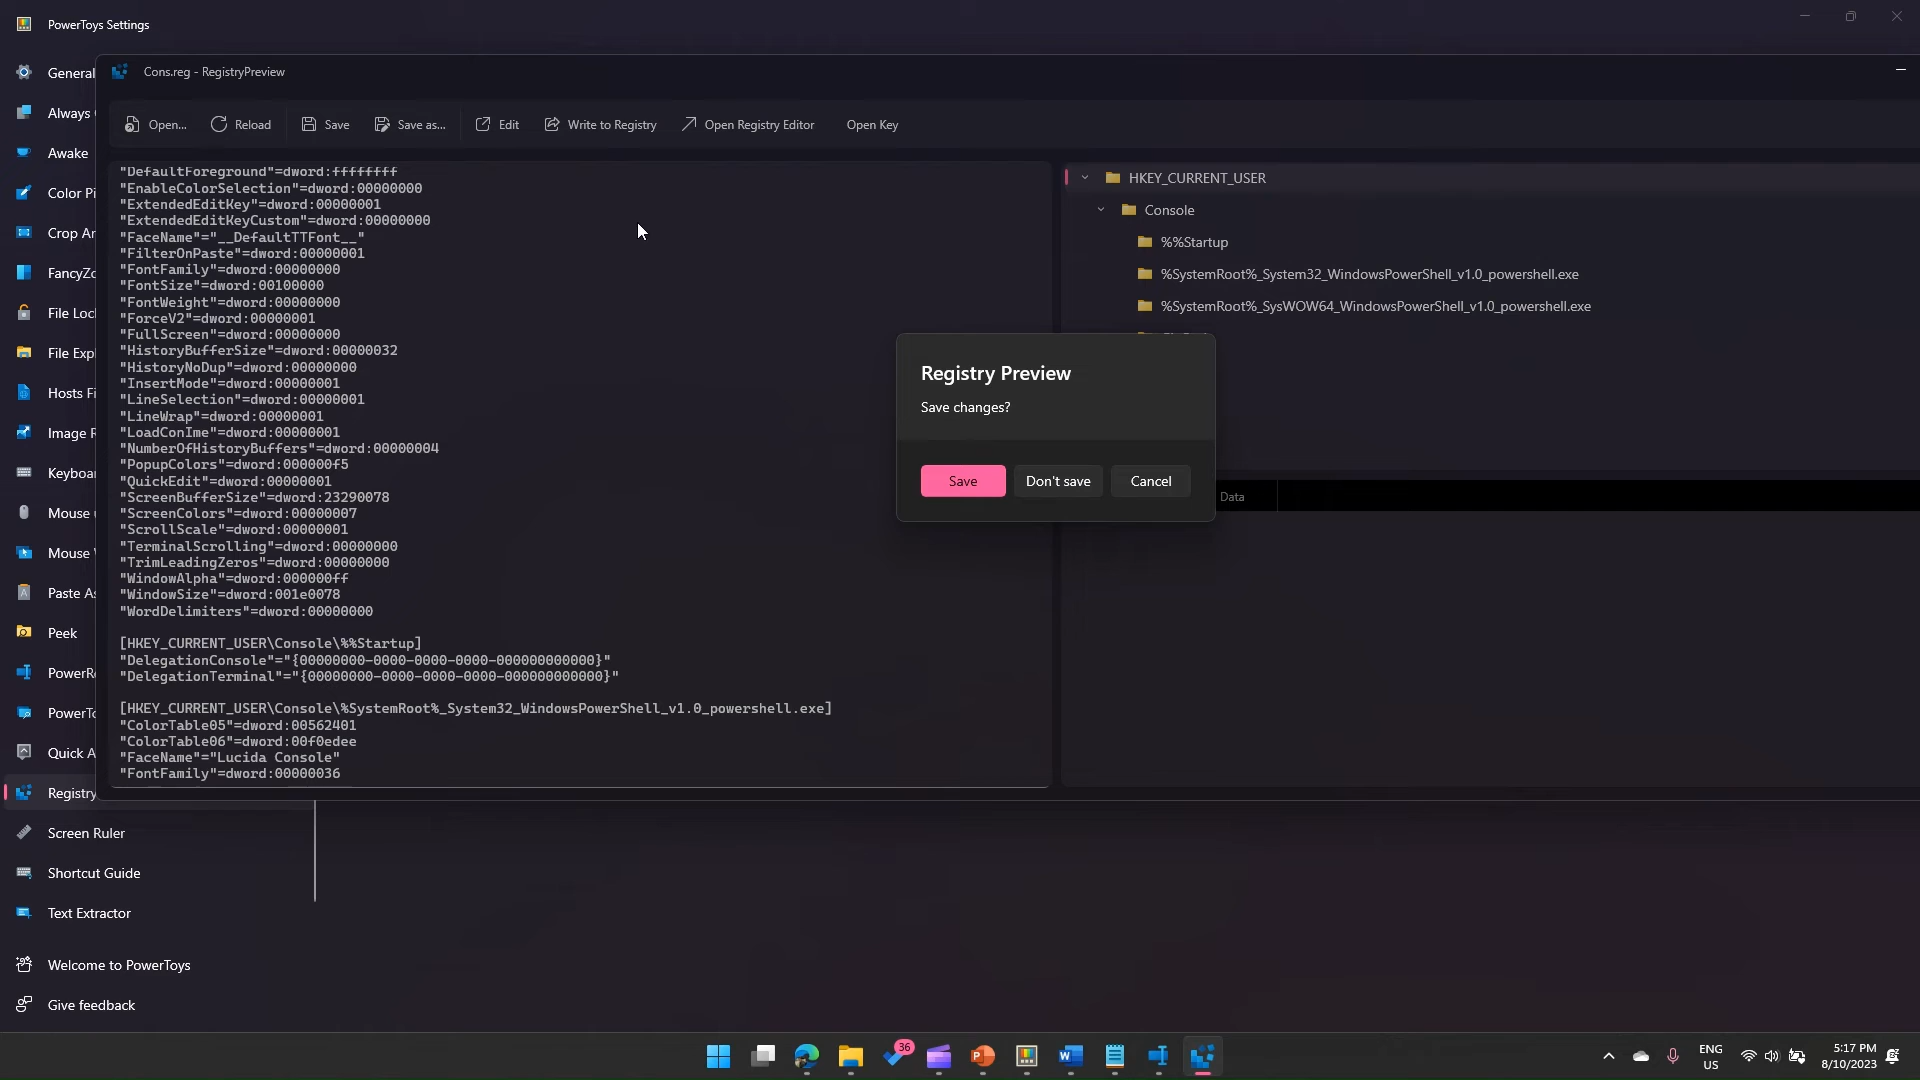 PowerToys Settings
General
Always
Awake
Color Pi
Crop An
FancyZo
File Loc
File Expl
Hosts Fi
Image R
Keyboar
Mouse
Mouse
Paste As
Peek
PowerRe
PowerTo
Quick A
Registry
Screen Ruler
Shortcut Guide
Text Extractor
Welcome to PowerToys
Give feedback
Cons.reg - RegistryPreview
Open...
Reload
Save
Save as...
Edit
Write to Registry
Open Registry Editor
Open Key
"DefaultForeground"=dword:ffffffff
"EnableColorSelection"=dword:00000000
"ExtendedEditKey"=dword:00000001
"ExtendedEditKeyCustom"=dword:00000000
"FaceName"="__DefaultTTFont__"
"FilterOnPaste"=dword:00000001
"FontFamily"=dword:00000000
"FontSize"=dword:00100000
"FontWeight"=dword:00000000
"ForceV2"=dword:00000001
"FullScreen"=dword:00000000
"HistoryBufferSize"=dword:00000032
"HistoryNoDup"=dword:00000000
"InsertMode"=dword:00000001
"LineSelection"=dword:00000001
"LineWrap"=dword:00000001
"LoadConIme"=dword:00000001
"NumberOfHistoryBuffers"=dword:00000004
"PopupColors"=dword:000000f5
"QuickEdit"=dword:00000001
"ScreenBufferSize"=dword:23290078
"ScreenColors"=dword:00000007
"ScrollScale"=dword:00000001
"TerminalScrolling"=dword:00000000
"TrimLeadingZeros"=dword:00000000
"WindowAlpha"=dword:000000ff
"WindowSize"=dword:001e0078
"WordDelimiters"=dword:00000000
[HKEY_CURRENT_USER\Console\%%Startup]
"DelegationConsole"="{00000000-0000-0000-0000-000000000000}"
"DelegationTerminal"="{00000000-0000-0000-0000-000000000000}"
[HKEY_CURRENT_USER\Console\%SystemRoot%_System32_WindowsPowerShell_v1.0_powershell.exe]
"ColorTable05"=dword:00562401
"ColorTable06"=dword:00f0edee
"FaceName"="Lucida Console"
"FontFamily"=dword:00000036
HKEY_CURRENT_USER
Console
%%Startup
%SystemRoot%_System32_WindowsPowerShell_v1.0_powershell.exe
%SystemRoot%_SysWOW64_WindowsPowerShell_v1.0_powershell.exe
Registry Preview
Save changes?
Save
Don't save
Cancel
Data
36
ENG
US
5:17 PM
8/10/2023